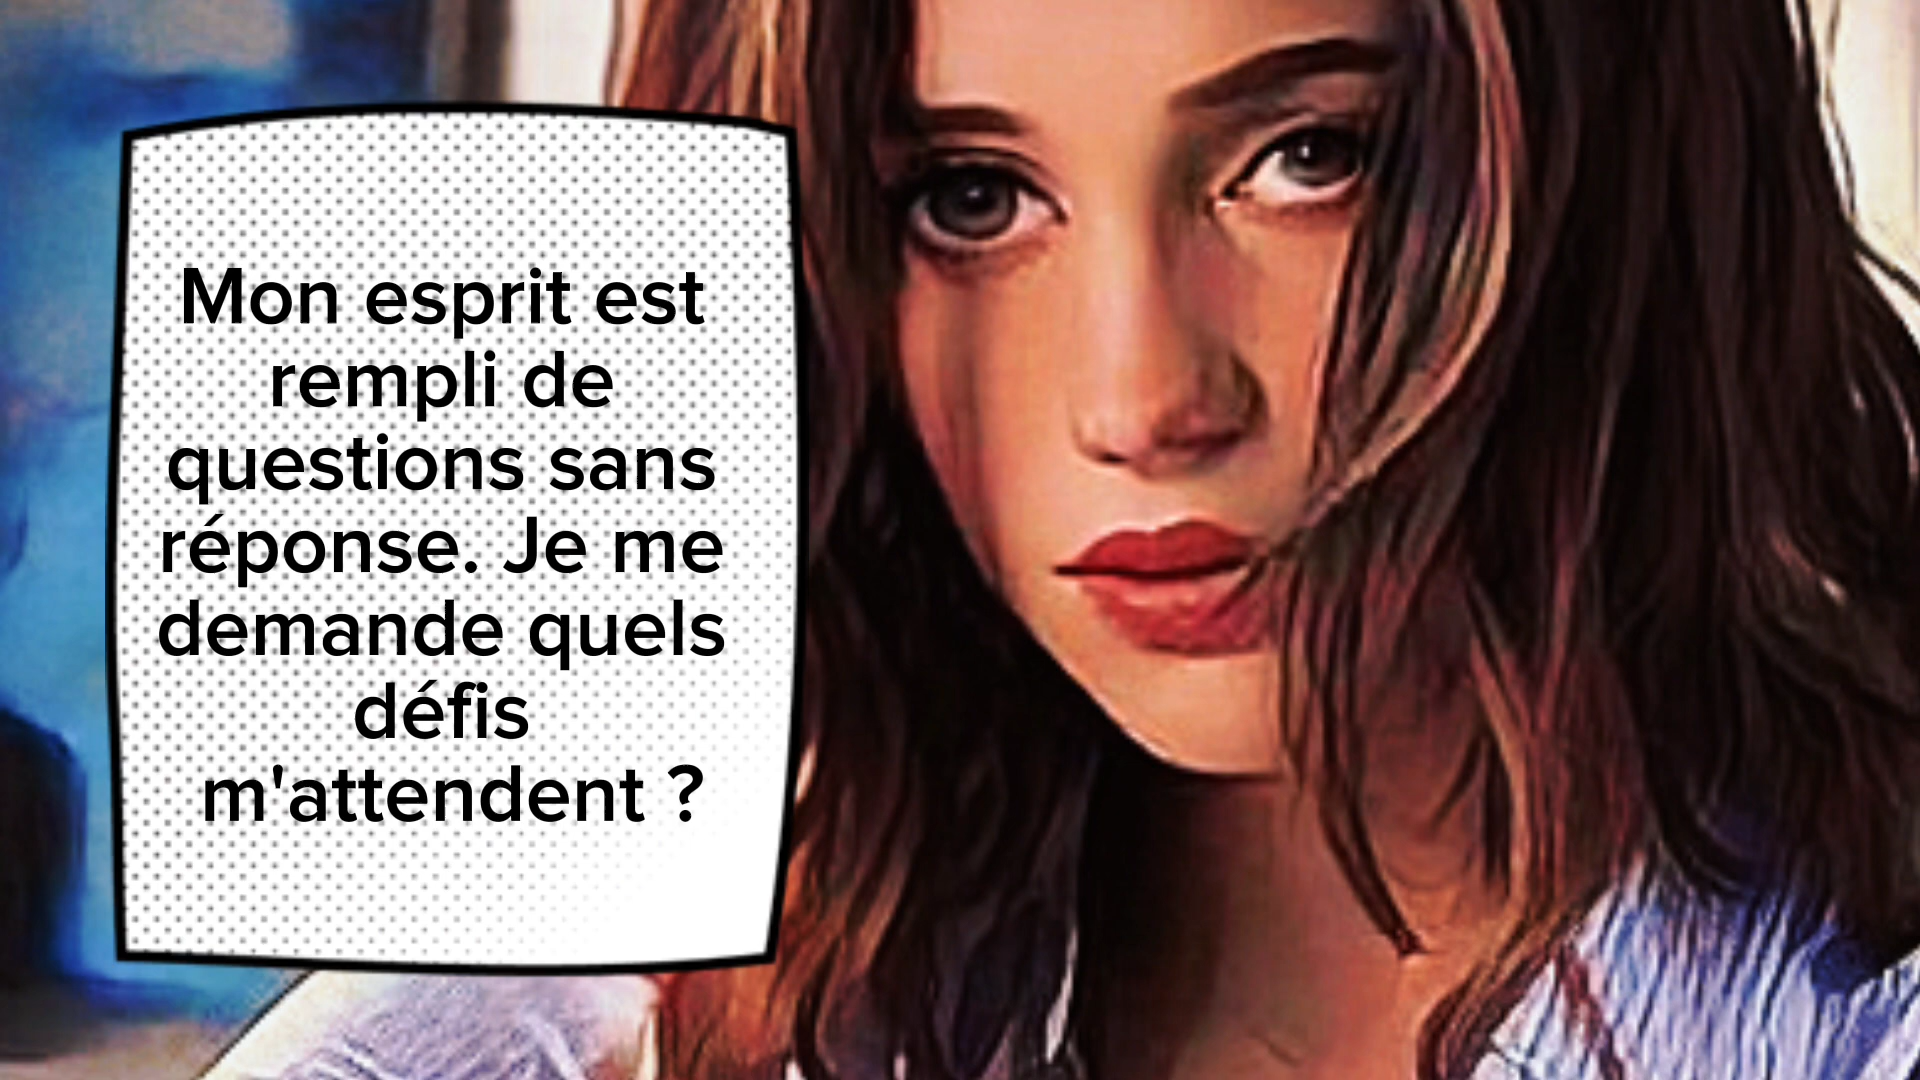 Mon esprit est
rempli de
questions sans
réponse. Je me
demande quels
défis
m'attendent ?